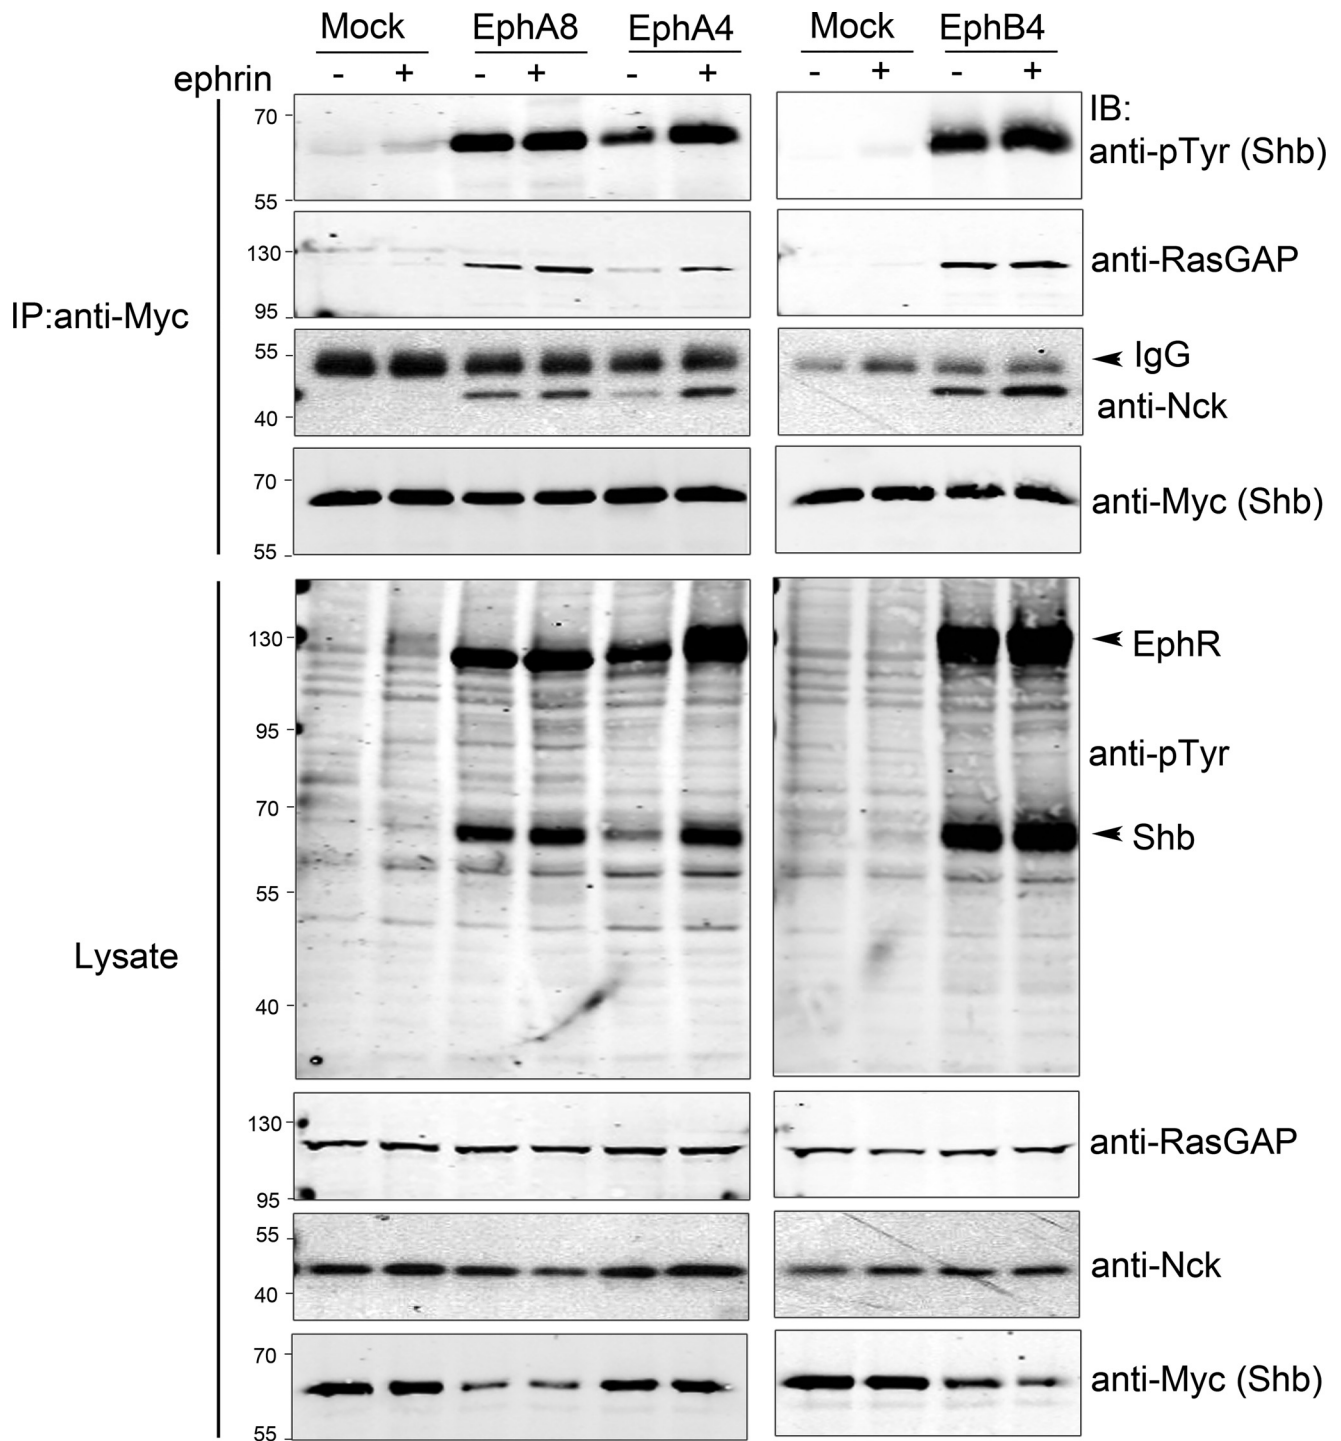 Mock EphA8 EphA4 Mock EphB4
ephrin - + - + - + - + - +
IB:
70
anti-pTyr (Shb)
55
130
anti-RasGAP
95
IP:anti-Myc
55
IgG
anti-Nck
40
70
anti-Myc (Shb)
55
130
EphR
95
anti-pTyr
70
Shb
55
Lysate
40
130
anti-RasGAP
95
55
anti-Nck
40
70
anti-Myc (Shb)
55